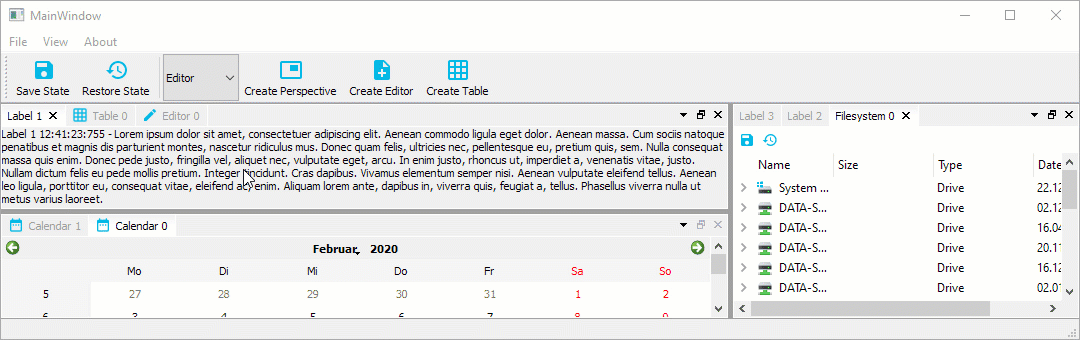 MainWindow
File View About
Save State Restore State Editor Create Perspective Create Editor Create Table
Label 1 Table 0 Editor 0
Label 1 12:41:23:755 - Lorem ipsum dolor sit amet, consectetuer adipiscing elit. Aenean commodo ligula eget dolor. Aenean massa. Cum sociis natoque
penatibus et magnis dis parturient montes, nascetur ridiculus mus. Donec quam felis, ultricies nec, pellentesque eu, pretium quis, sem. Nulla consequat
massa quis enim. Donec pede justo, fringilla vel, aliquet nec, vulputate eget, arcu. In enim justo, rhoncus ut, imperdiet a, venenatis vitae, justo.
Nullam dictum felis eu pede mollis pretium. Integer tincidunt. Cras dapibus. Vivamus elementum semper nisi. Aenean vulputate eleifend tellus. Aenean
leo ligula, porttitor eu, consequat vitae, eleifend ac, enim. Aliquam lorem ante, dapibus in, viverra quis, feugiat a, tellus. Phasellus viverra nulla ut
metus varius laoreet.
Calendar 1 Calendar 0
Februar 2020
Mo Di Mi Do Fr Sa So
5 27 28 29 30 31 1 2
6 3 4 5 6 7 8 9
Label 3 Label 2 Filesystem 0
Name Size Type Date
System ... Drive 22.12
DATA-S... Drive 02.12
DATA-S... Drive 16.04
DATA-S... Drive 20.11
DATA-S... Drive 16.12
DATA-S... Drive 02.01